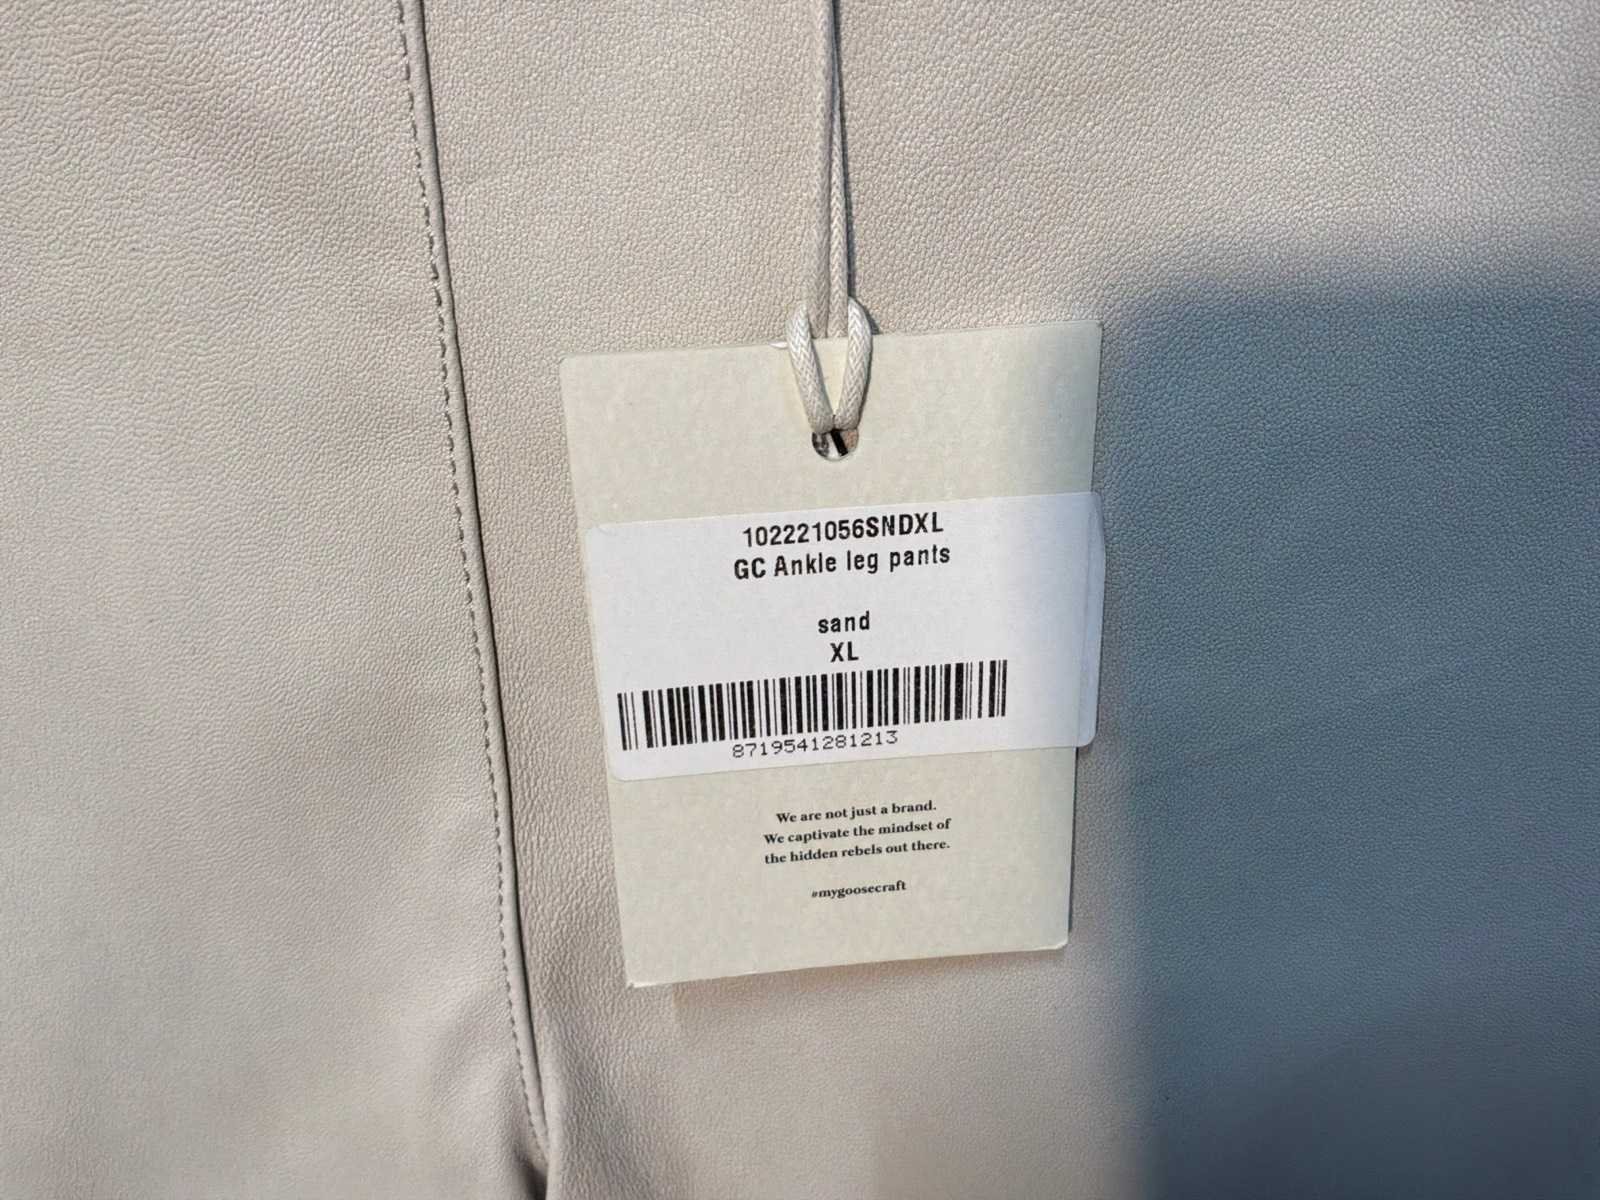 102221056SNDXL
GC Ankle leg pants
sand
XL
8719541281213
We are not just a brand.
We captivate the mindset of
the hidden rebels out there.
#mygoosecraft